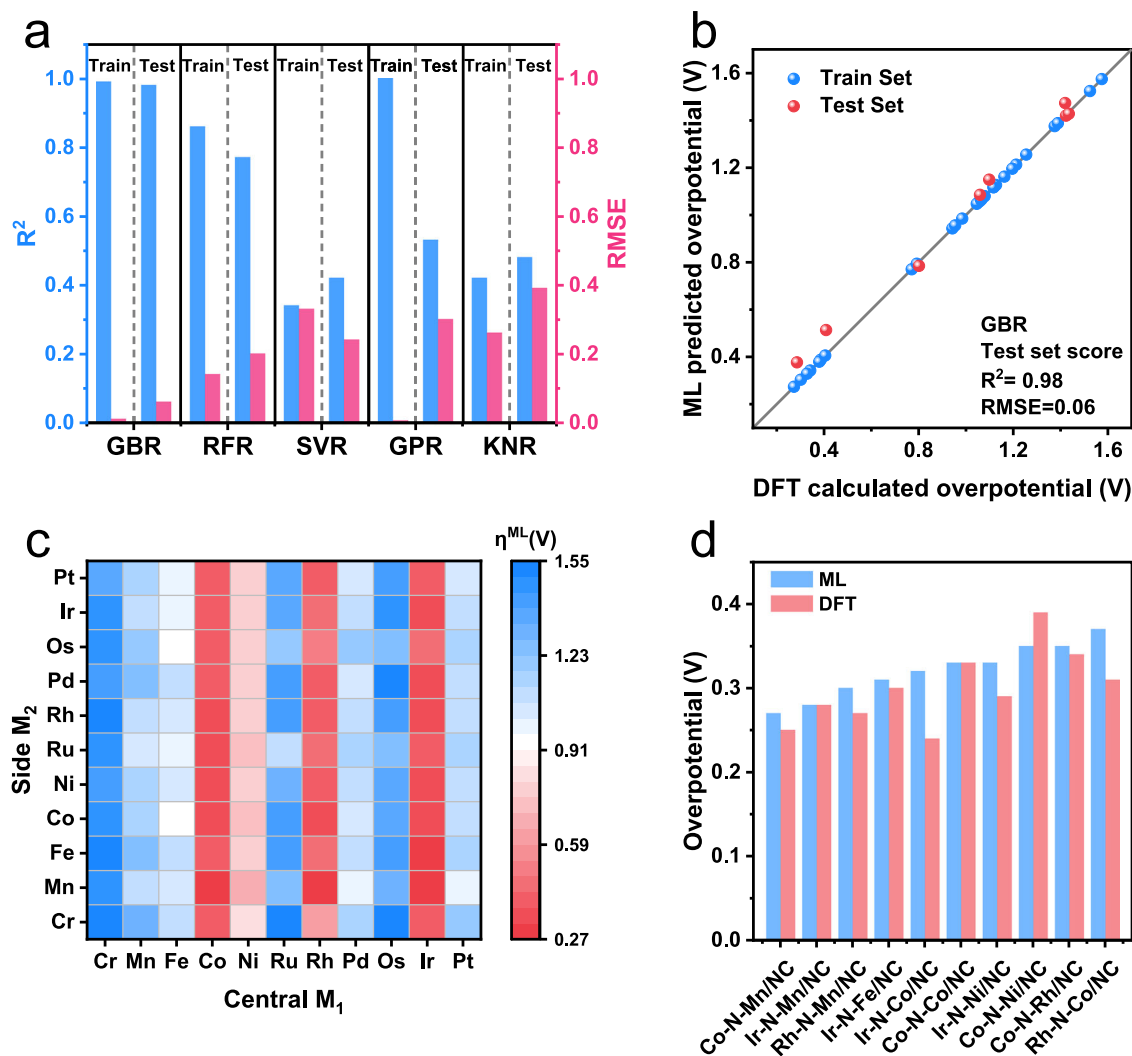 a
Train Test Train Test Train Test Train Test Train Test
1.0
0.8
0.6
0.4
0.2
0.0
R²
1.0
0.8
0.6
0.4
0.2
0.0
RMSE
GBR RFR SVR GPR KNR
b
Train Set
Test Set
1.6
1.2
0.8
0.4
ML predicted overpotential (V)
GBR
Test set score
R²= 0.98
RMSE=0.06
0.4 0.8 1.2 1.6
DFT calculated overpotential (V)
c
ηᴹᴸ(V)
Pt
Ir
Os
Pd
Rh
Ru
Ni
Co
Fe
Mn
Cr
Side M₂
Cr Mn Fe Co Ni Ru Rh Pd Os Ir Pt
Central M₁
1.55
1.23
0.91
0.59
0.27
d
ML
DFT
0.4
0.3
0.2
0.1
0.0
Overpotential (V)
Co-N-Mn/NC
Ir-N-Mn/NC
Rh-N-Mn/NC
Ir-N-Fe/NC
Ir-N-Co/NC
Co-N-Co/NC
Ir-N-Ni/NC
Co-N-Ni/NC
Co-N-Rh/NC
Rh-N-Co/NC